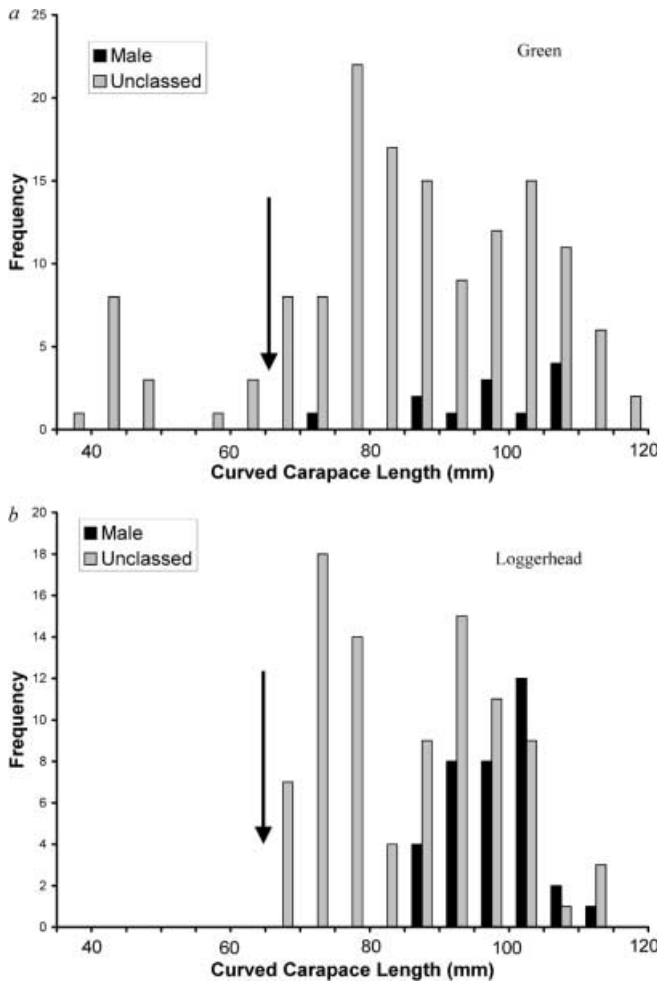 a
25
20
15
10
5
0
Frequency
Male
Unclassed
Green
40 60 80 100 120
Curved Carapace Length (mm)
b
20
18
16
14
12
10
8
6
4
2
0
Frequency
Male
Unclassed
Loggerhead
40 60 80 100 120
Curved Carapace Length (mm)